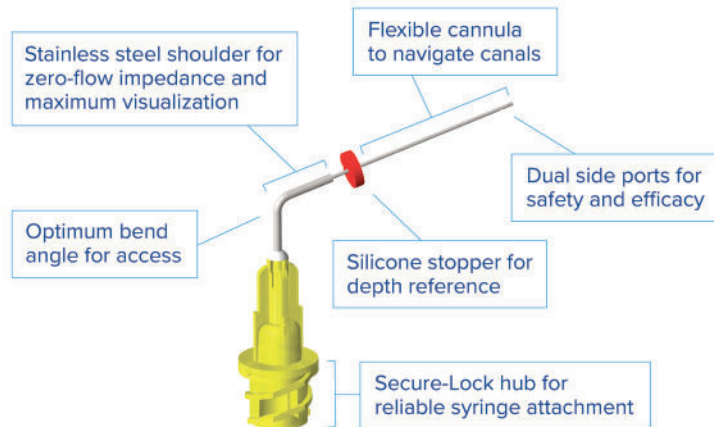 Stainless steel shoulder for
zero-flow impedance and
maximum visualization
Flexible cannula
to navigate canals
Dual side ports for
safety and efficacy
Optimum bend
angle for access
Silicone stopper for
depth reference
Secure-Lock hub for
reliable syringe attachment